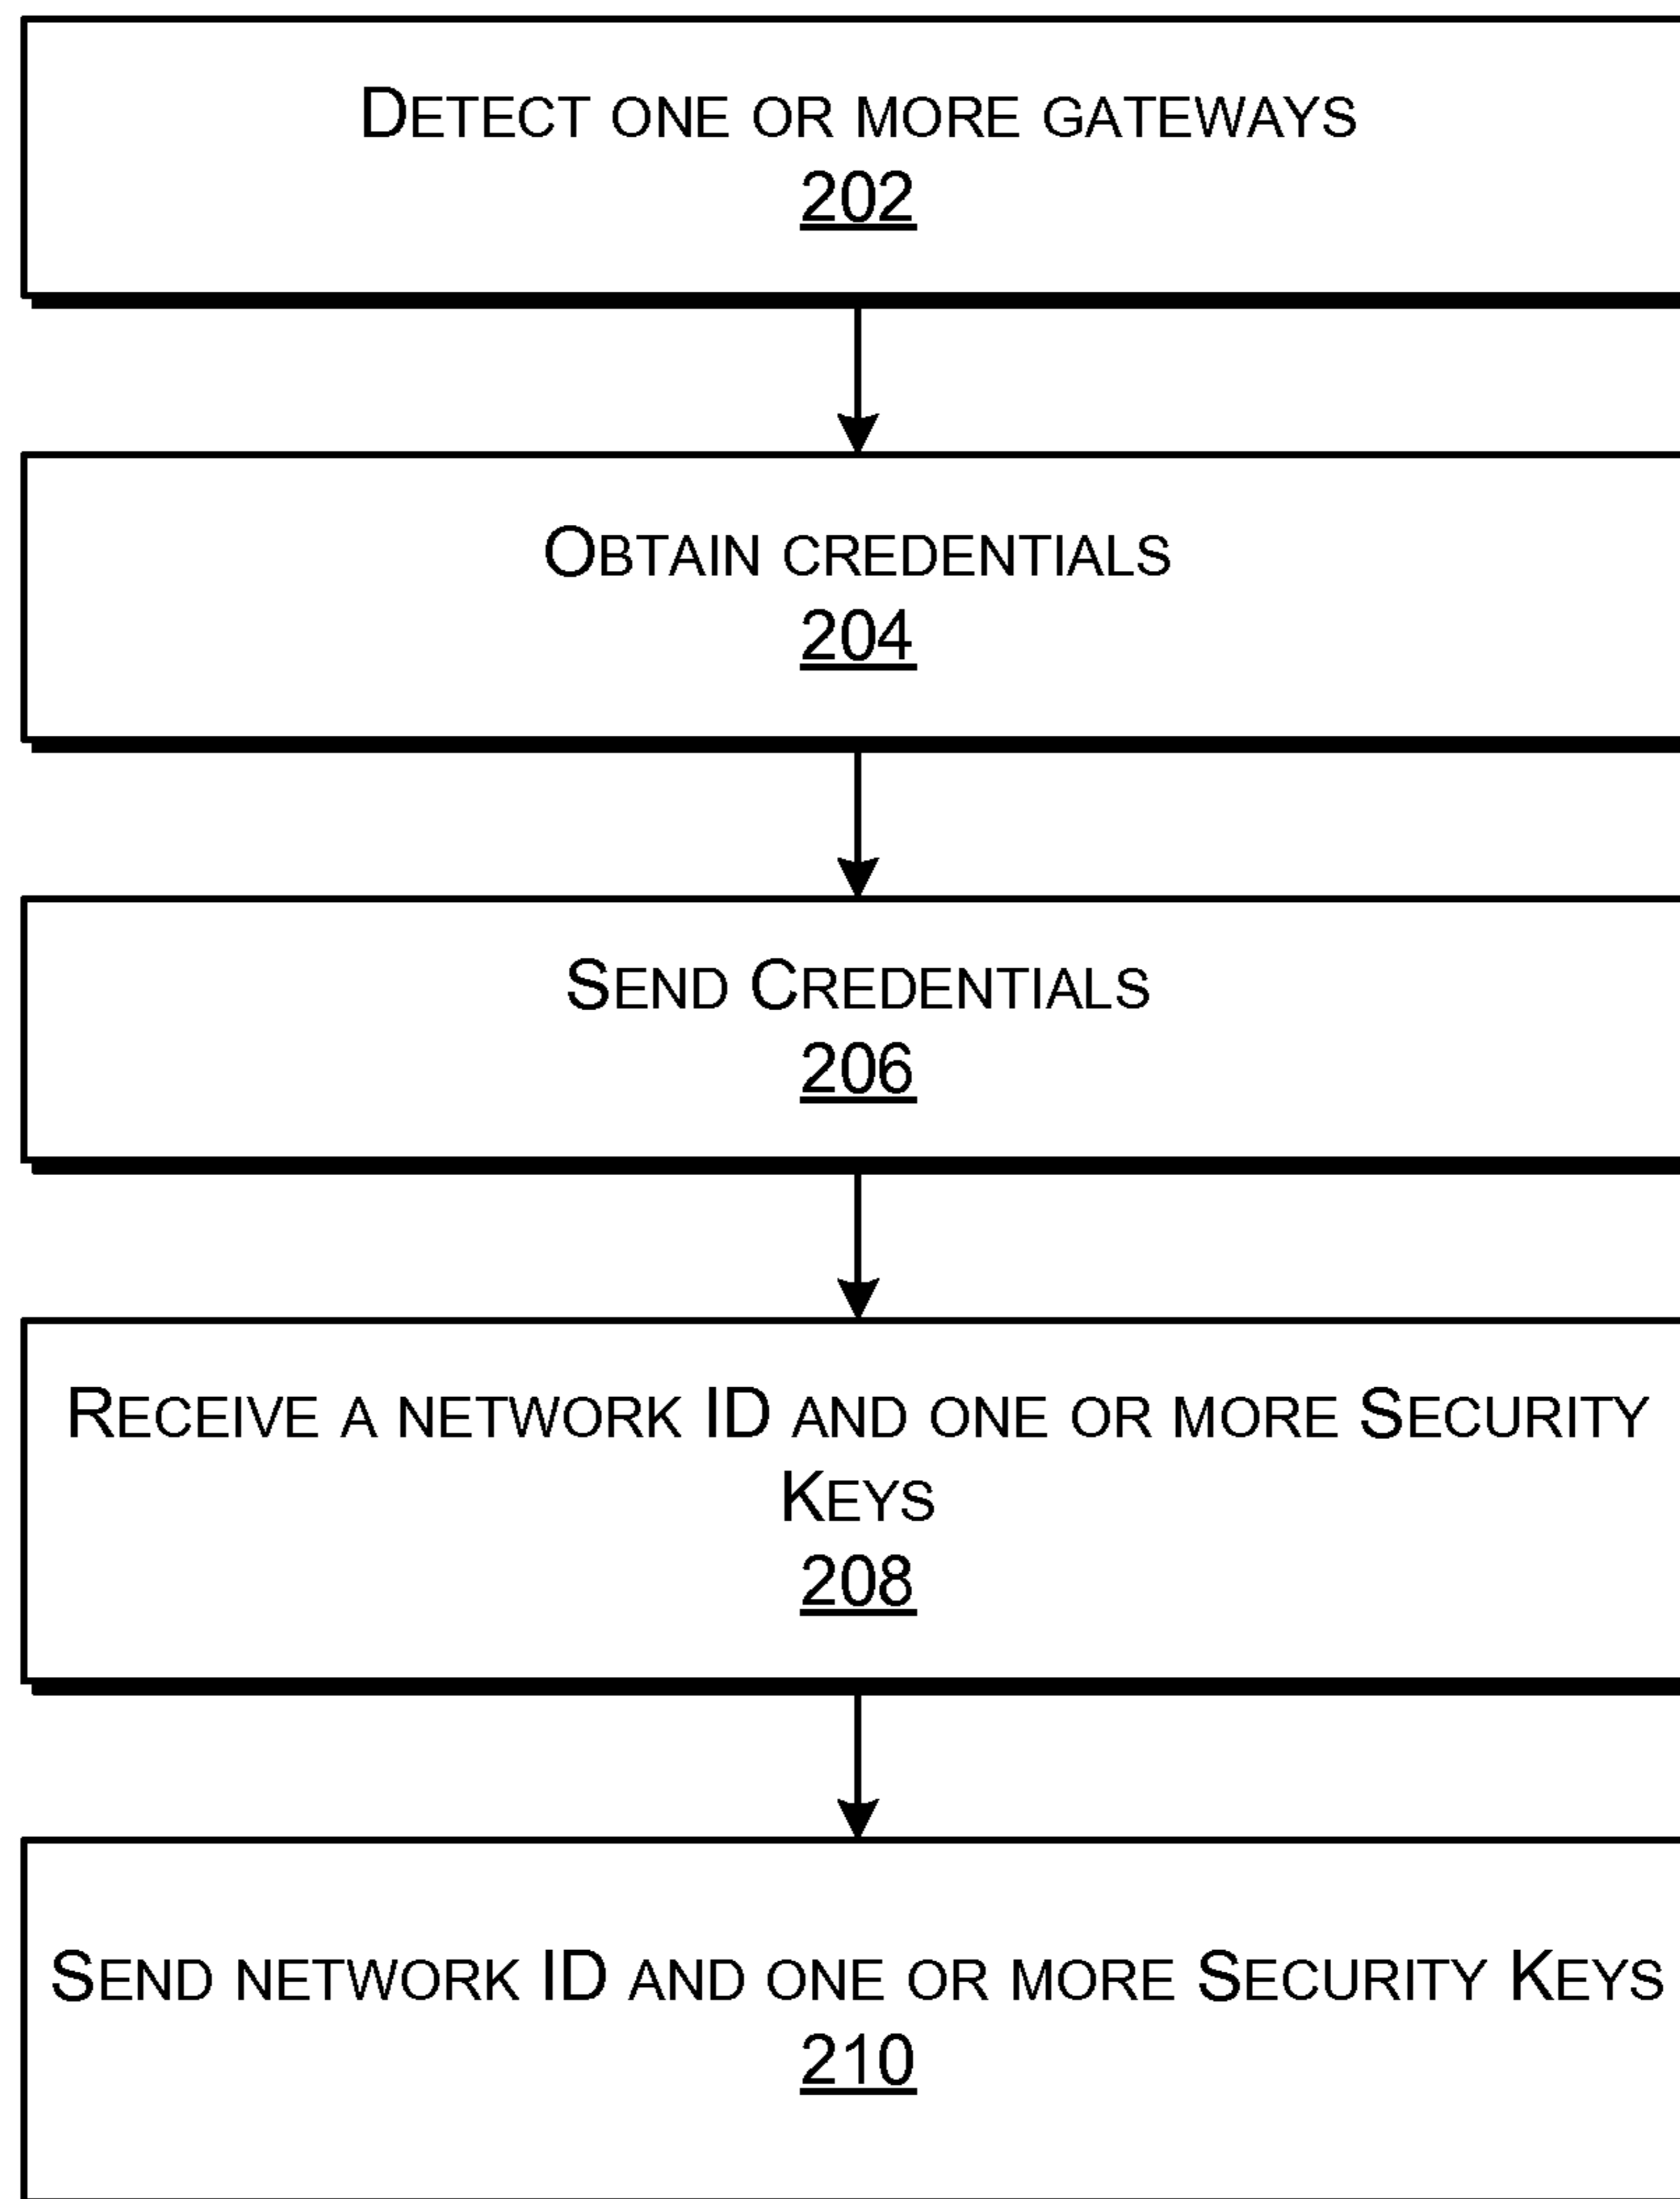 DETECT ONE OR MORE GATEWAYS
202
OBTAIN CREDENTIALS
204
SEND CREDENTIALS
206
RECEIVE A NETWORK ID AND ONE OR MORE SECURITY
KEYS
208
SEND NETWORK ID AND ONE OR MORE SECURITY KEYS
210